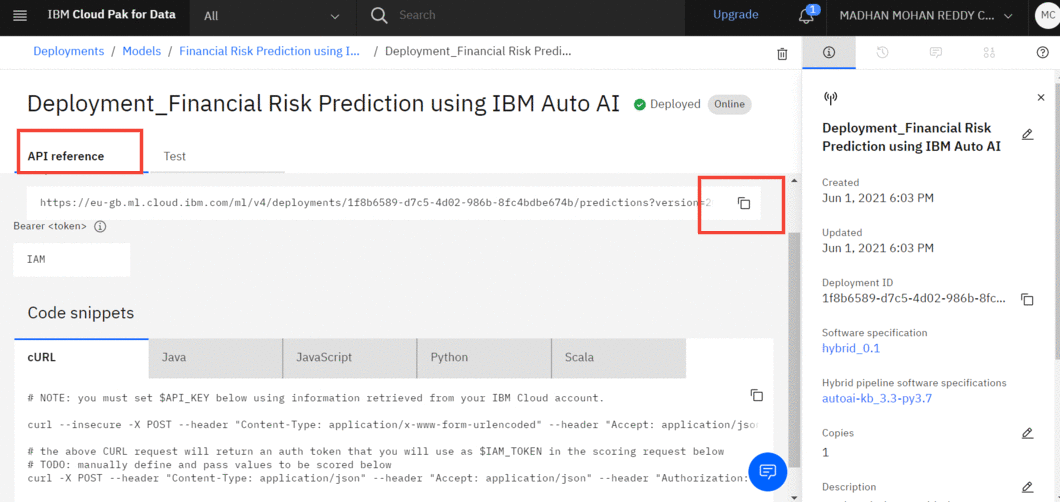 IBM Cloud Pak for Data
All
Search
Upgrade
1
MADHAN MOHAN REDDY C...
MC
Deployments / Models / Financial Risk Prediction using I... / Deployment_Financial Risk Predi...
Deployment_Financial Risk Prediction using IBM Auto AI
Deployed
Online
API reference
Test
https://eu-gb.ml.cloud.ibm.com/ml/v4/deployments/1f8b6589-d7c5-4d02-986b-8fc4bdbe674b/predictions?version=2
Bearer <token>
IAM
Code snippets
cURL
Java
JavaScript
Python
Scala
# NOTE: you must set $API_KEY below using information retrieved from your IBM Cloud account.
curl --insecure -X POST --header "Content-Type: application/x-www-form-urlencoded" --header "Accept: application/json
# the above CURL request will return an auth token that you will use as $IAM_TOKEN in the scoring request below
# TODO: manually define and pass values to be scored below
curl -X POST --header "Content-Type: application/json" --header "Accept: application/json" --header "Authorization:
Deployment_Financial Risk
Prediction using IBM Auto AI
Created
Jun 1, 2021 6:03 PM
Updated
Jun 1, 2021 6:03 PM
Deployment ID
1f8b6589-d7c5-4d02-986b-8fc...
Software specification
hybrid_0.1
Hybrid pipeline software specifications
autoai-kb_3.3-py3.7
Copies
1
Description